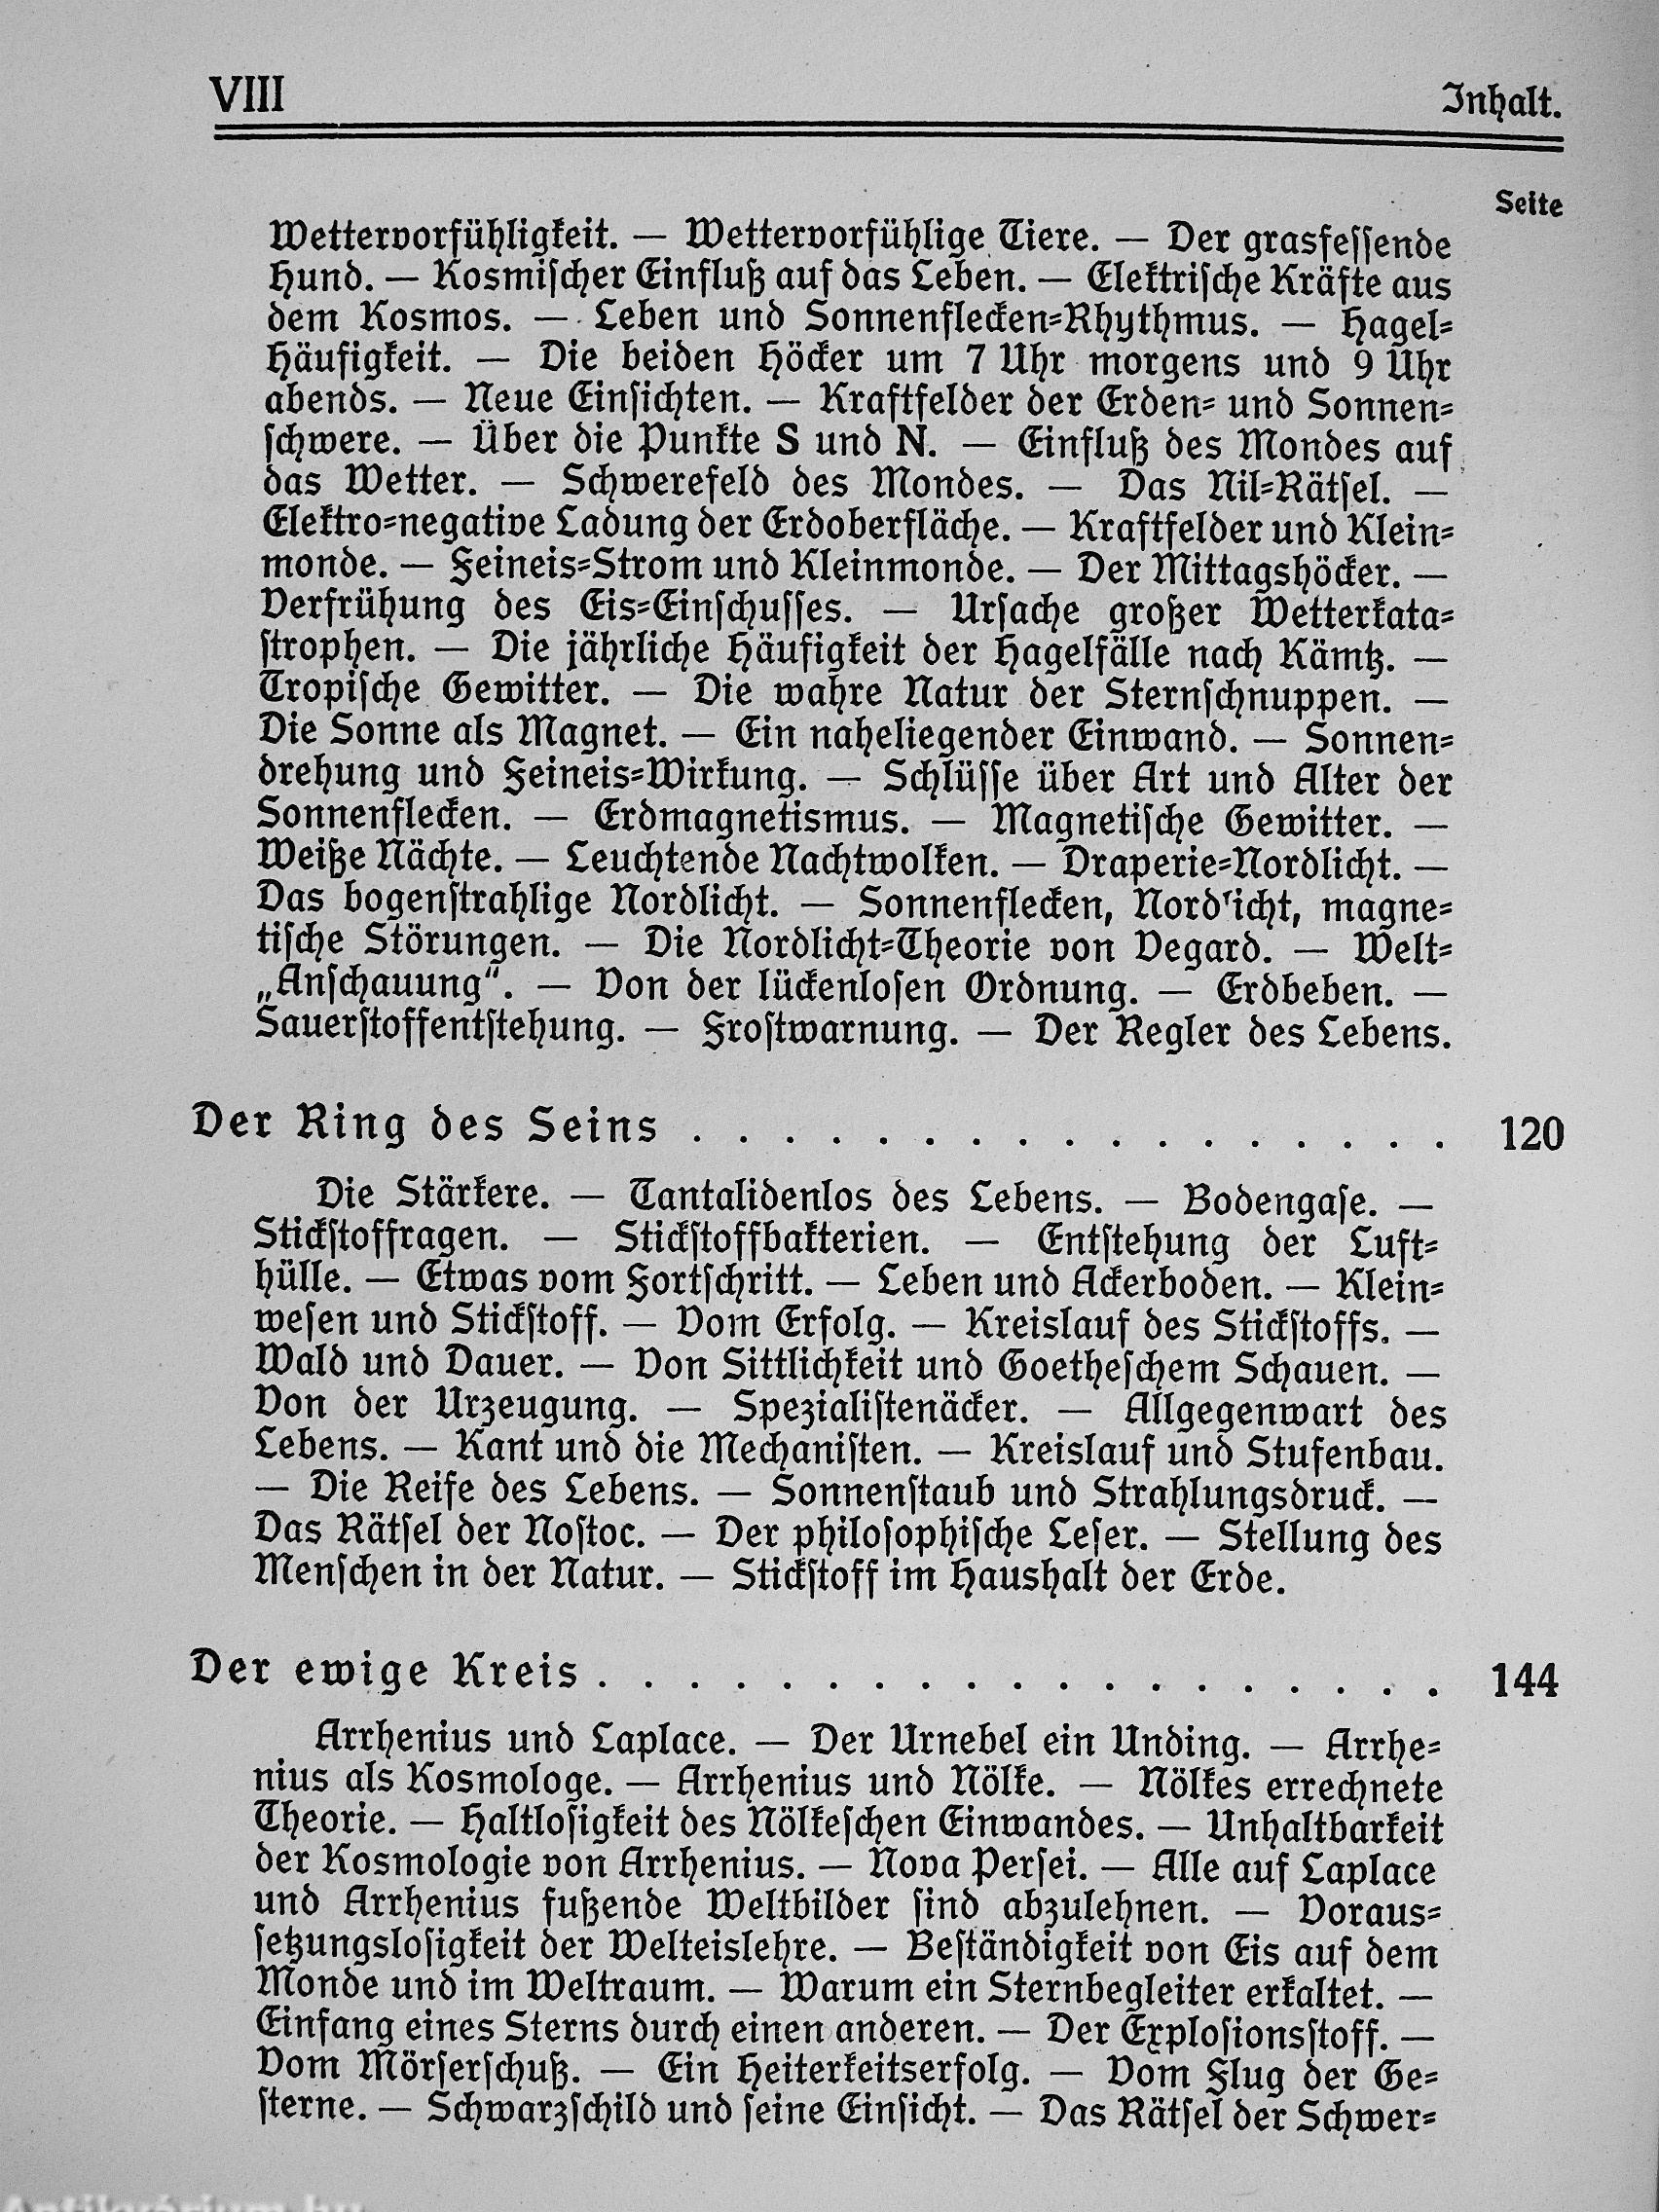 VIII
Inhalt.
Seite
Wettervorfühligkeit. — Wettervorfühlige Tiere. — Der grasfessende
Hund. — Kosmischer Einfluß auf das Leben. — Elektrische Kräfte aus
dem Kosmos. — Leben und Sonnenflecken-Rhythmus. — Hagel-
Häufigkeit. — Die beiden Höcker um 7 Uhr morgens und 9 Uhr
abends. — Neue Einsichten. — Kraftfelder der Erden- und Sonnen-
schwere. — Über die Punkte S und N. — Einfluß des Mondes auf
das Wetter. — Schwerefeld des Mondes. — Das Nil-Rätsel. —
Elektro-negative Ladung der Erdoberfläche. — Kraftfelder und Klein-
monde. — Feineis-Strom und Kleinmonde. — Der Mittagshöcker. —
Verfrühung des Eis-Einschusses. — Ursache großer Wetterkata-
strophen. — Die jährliche Häufigkeit der Hagelfälle nach Kämtz. —
Tropische Gewitter. — Die wahre Natur der Sternschnuppen. —
Die Sonne als Magnet. — Ein naheliegender Einwand. — Sonnen-
drehung und Feineis-Wirkung. — Schlüsse über Art und Alter der
Sonnenflecken. — Erdmagnetismus. — Magnetische Gewitter. —
Weiße Nächte. — Leuchtende Nachtwolken. — Draperie-Nordlicht. —
Das bogenstrahlige Nordlicht. — Sonnenflecken, Nordlicht, magne-
tische Störungen. — Die Nordlicht-Theorie von Vegard. — Welt-
„Anschauung“. — Von der lückenlosen Ordnung. — Erdbeben. —
Sauerstoffentstehung. — Frostwarnung. — Der Regler des Lebens.
Der Ring des Seins . . . . . . . . . . . . . . . . . 120
Die Stärkere. — Tantalidenlos des Lebens. — Bodengase. —
Stickstoffragen. — Stickstoffbakterien. — Entstehung der Luft-
hülle. — Etwas vom Fortschritt. — Leben und Ackerboden. — Klein-
wesen und Stickstoff. — Vom Erfolg. — Kreislauf des Stickstoffs. —
Wald und Dauer. — Von Sittlichkeit und Goetheschem Schauen. —
Von der Urzeugung. — Spezialistenäcker. — Allgegenwart des
Lebens. — Kant und die Mechanisten. — Kreislauf und Stufenbau.
— Die Reife des Lebens. — Sonnenstaub und Strahlungsdruck. —
Das Rätsel der Nostoc. — Der philosophische Leser. — Stellung des
Menschen in der Natur. — Stickstoff im Haushalt der Erde.
Der ewige Kreis . . . . . . . . . . . . . . . . . . . 144
Arrhenius und Laplace. — Der Urnebel ein Unding. — Arrhe-
nius als Kosmologe. — Arrhenius und Nölke. — Nölkes errechnete
Theorie. — Haltlosigkeit des Nölkeschen Einwandes. — Unhaltbarkeit
der Kosmologie von Arrhenius. — Nova Persei. — Alle auf Laplace
und Arrhenius fußende Weltbilder sind abzulehnen. — Voraus-
setzungslosigkeit der Welteislehre. — Beständigkeit von Eis auf dem
Monde und im Weltraum. — Warum ein Sternbegleiter erkaltet. —
Einfang eines Sterns durch einen anderen. — Der Explosionsstoff. —
Vom Mörserschuß. — Ein Heiterkeitserfolg. — Vom Flug der Ge-
sterne. — Schwarzschild und seine Einsicht. — Das Rätsel der Schwer-
Antikvárium.hu